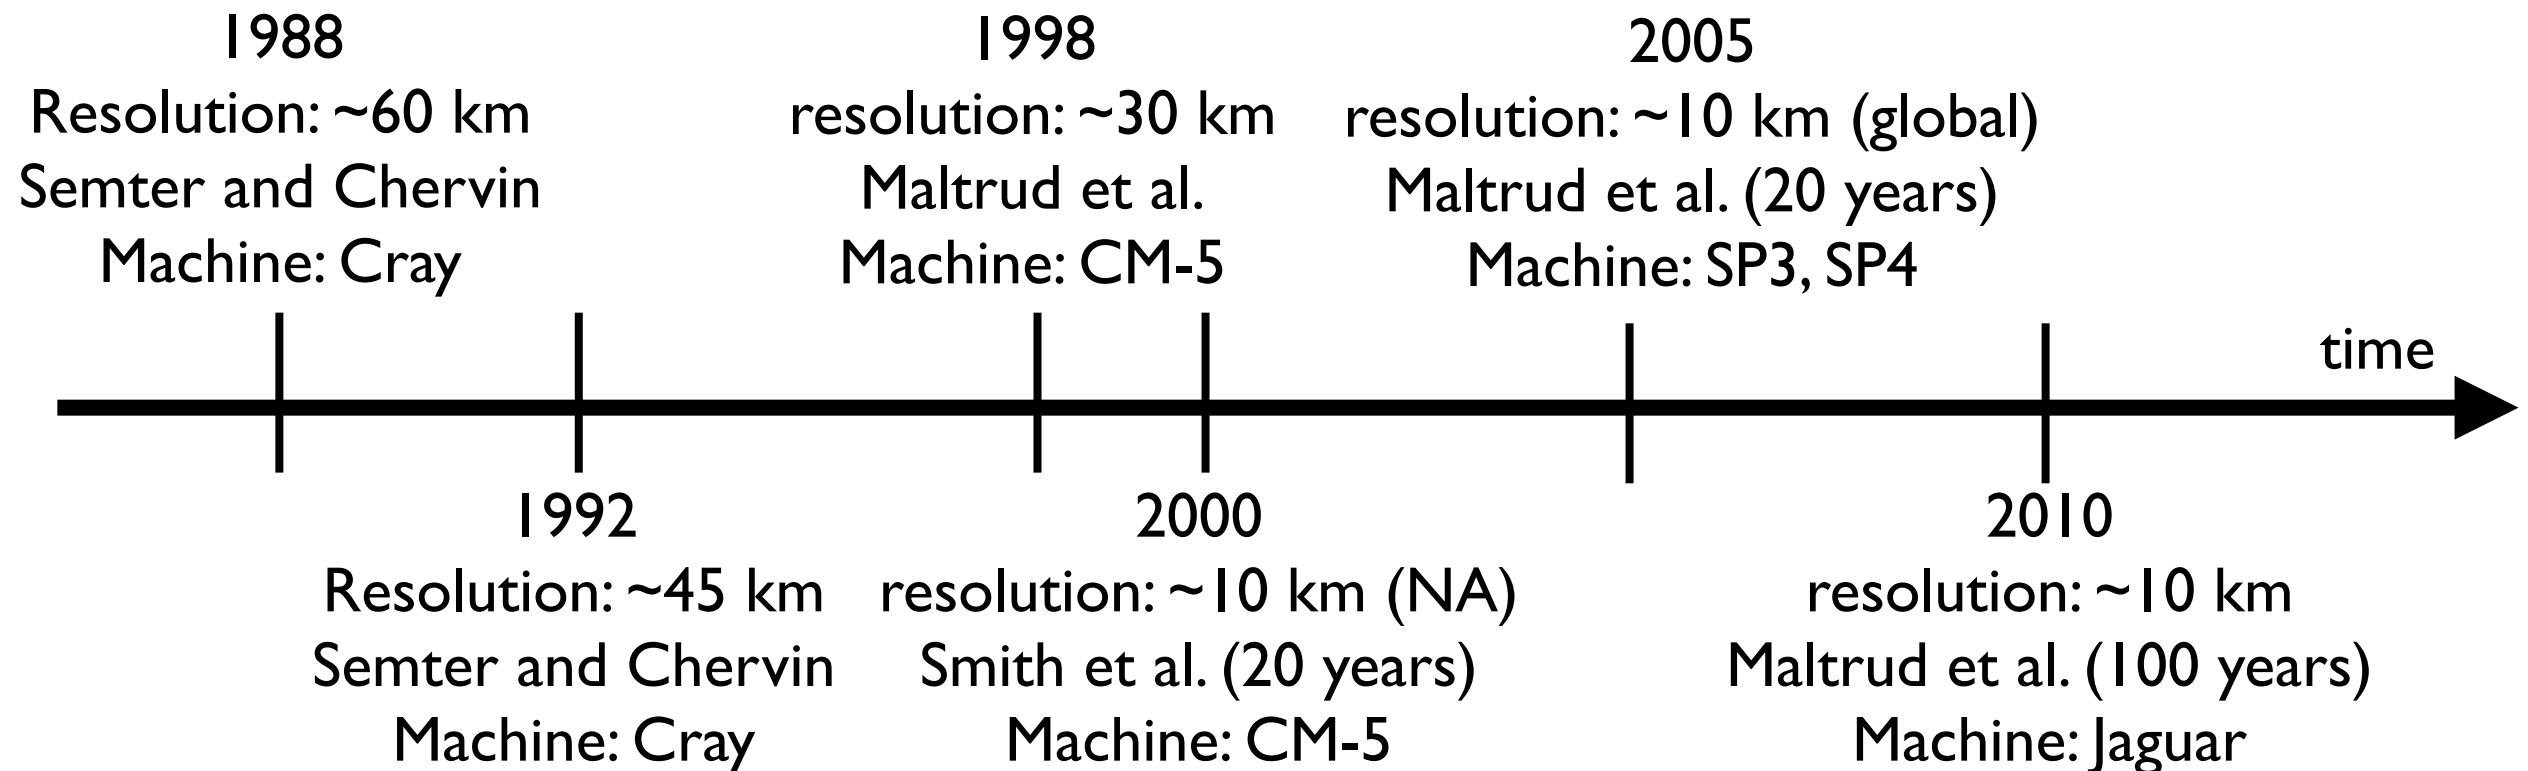 1988
Resolution: ~60 km
Semter and Chervin
Machine: Cray
1998
resolution: ~30 km
Maltrud et al.
Machine: CM-5
2005
resolution: ~10 km (global)
Maltrud et al. (20 years)
Machine: SP3, SP4
time
1992
Resolution: ~45 km
Semter and Chervin
Machine: Cray
2000
resolution: ~10 km (NA)
Smith et al. (20 years)
Machine: CM-5
2010
resolution: ~10 km
Maltrud et al. (100 years)
Machine: Jaguar